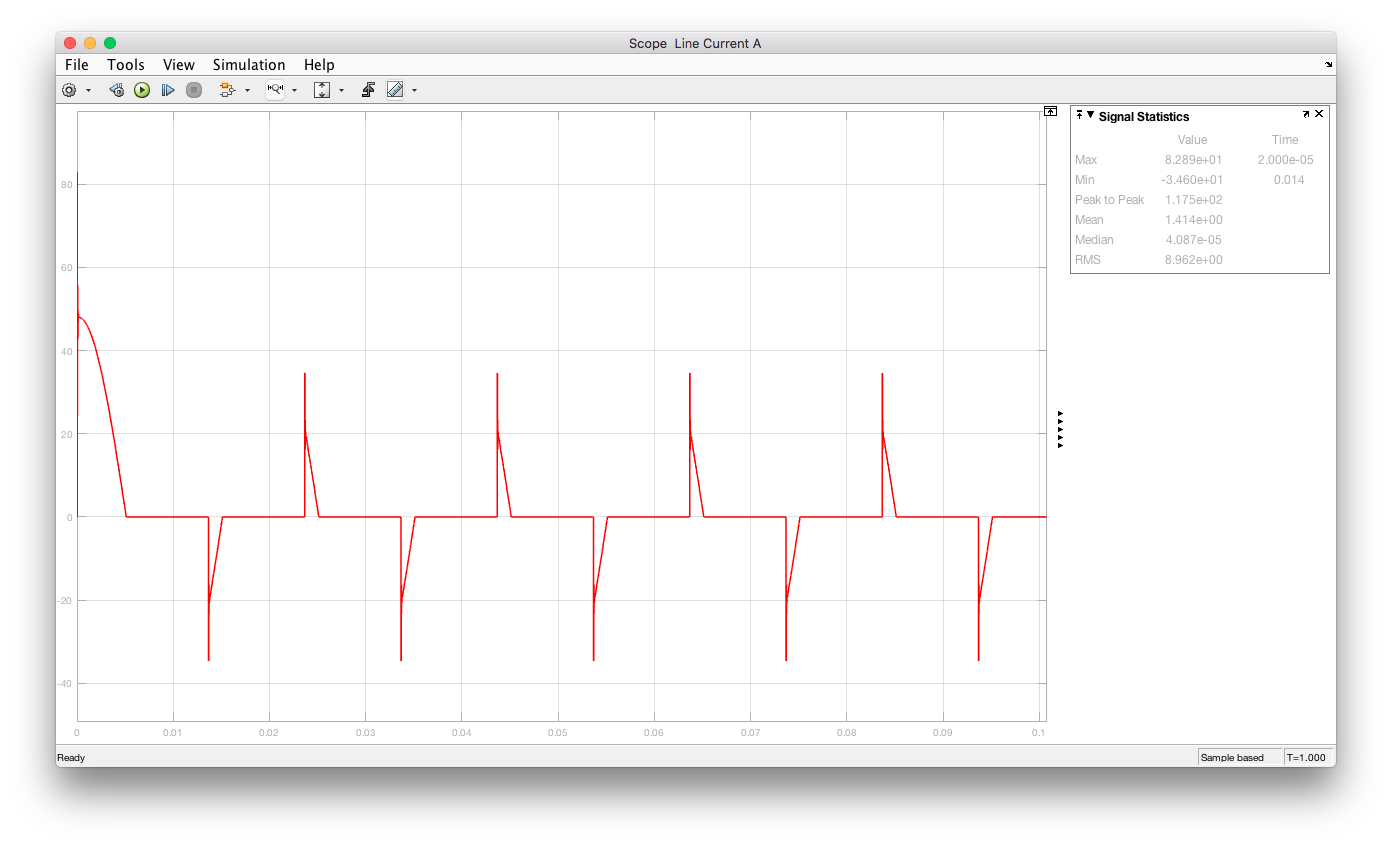 Scope  Line Current A
File Tools View Simulation Help
Signal Statistics
Value Time
Max 8.289e+01 2.000e-05
Min -3.460e+01 0.014
Peak to Peak 1.175e+02
Mean 1.414e+00
Median 4.087e-05
RMS 8.962e+00
80
60
40
20
0
-20
-40
0 0.01 0.02 0.03 0.04 0.05 0.06 0.07 0.08 0.09 0.1
Ready Sample based T=1.000